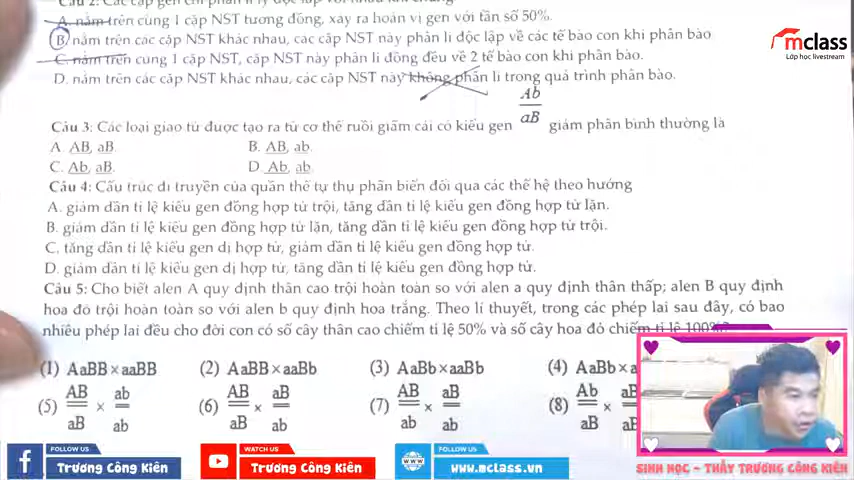 Câu 2: Các cặp gen
A. nằm trên cùng 1 cặp NST tương đồng, xảy ra hoán vị gen với tần số 50%.
B. nằm trên các cặp NST khác nhau, các cặp NST này phân li độc lập về các tế bào con khi phân bào
C. nằm trên cùng 1 cặp NST, cặp NST này phân li đồng đều về 2 tế bào con khi phân bào.
D. nằm trên các cặp NST khác nhau, các cặp NST này không phân li trong quá trình phân bào.
mclass
Lớp học livestream
Câu 3: Các loại giao tử được tạo ra từ cơ thể ruồi giấm cái có kiểu gen Ab/aB giảm phân bình thường là
A. AB, aB. B. AB, ab.
C. Ab, aB. D. Ab, ab.
Câu 4: Cấu trúc di truyền của quần thể tự thụ phấn biến đổi qua các thế hệ theo hướng
A. giảm dần tỉ lệ kiểu gen đồng hợp tử trội, tăng dần tỉ lệ kiểu gen đồng hợp tử lặn.
B. giảm dần tỉ lệ kiểu gen đồng hợp tử lặn, tăng dần tỉ lệ kiểu gen đồng hợp tử trội.
C, tăng dần tỉ lệ kiểu gen dị hợp tử, giảm dần tỉ lệ kiểu gen đồng hợp tử.
D. giảm dần tỉ lệ kiểu gen dị hợp tử, tăng dần tỉ lệ kiểu gen đồng hợp tử.
Câu 5: Cho biết alen A quy định thân cao trội hoàn toàn so với alen a quy định thân thấp; alen B quy định
hoa đỏ trội hoàn toàn so với alen b quy định hoa trắng. Theo lí thuyết, trong các phép lai sau đây, có bao
nhiêu phép lai đều cho đời con có số cây thân cao chiếm tỉ lệ 50% và số cây hoa đỏ chiếm tỉ lệ 100%?
(1) AaBB × aaBB (2) AaBB × aaBb (3) AaBb × aaBb (4) AaBb × a
(5) AB/aB × ab/ab (6) AB/aB × aB/ab (7) AB/ab × aB/ab (8) Ab/aB × aB/aB
FOLLOW US
Trương Công Kiên
WATCH US
Trương Công Kiên
FOLLOW US
www.mclass.vn
SINH HỌC - THẦY TRƯƠNG CÔNG KIÊN